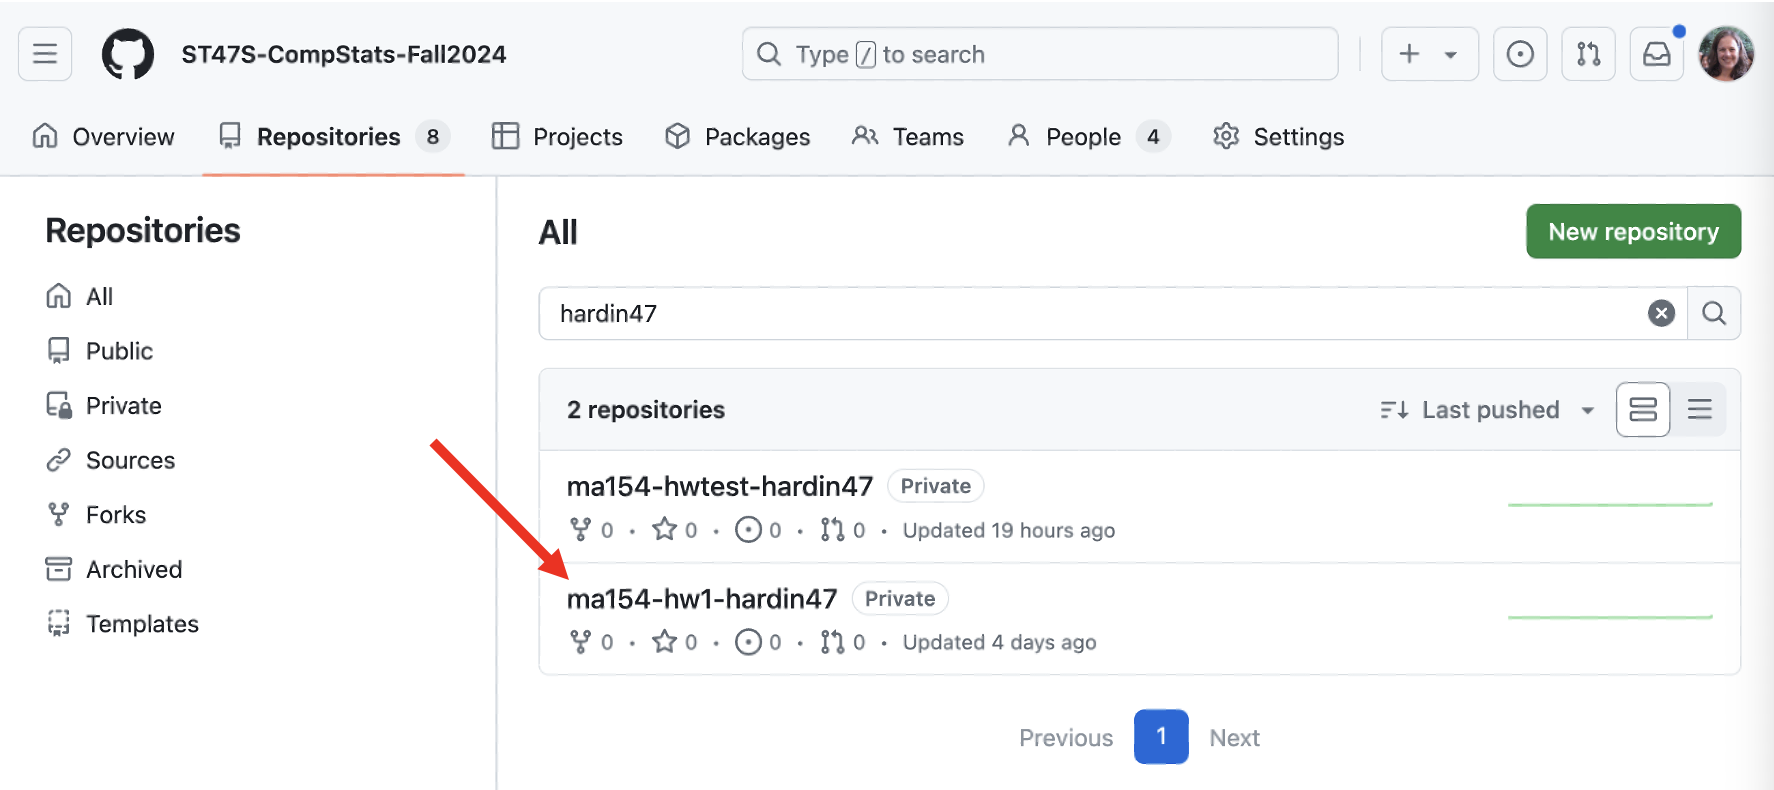 ST47S-CompStats-Fall2024 Type / to search
Overview Repositories 8 Projects Packages Teams People 4 Settings
Repositories
All
Public
Private
Sources
Forks
Archived
Templates
All New repository
hardin47
2 repositories Last pushed
ma154-hwtest-hardin47 Private
0 · 0 · 0 · 0 · Updated 19 hours ago
ma154-hw1-hardin47 Private
0 · 0 · 0 · 0 · Updated 4 days ago
Previous 1 Next